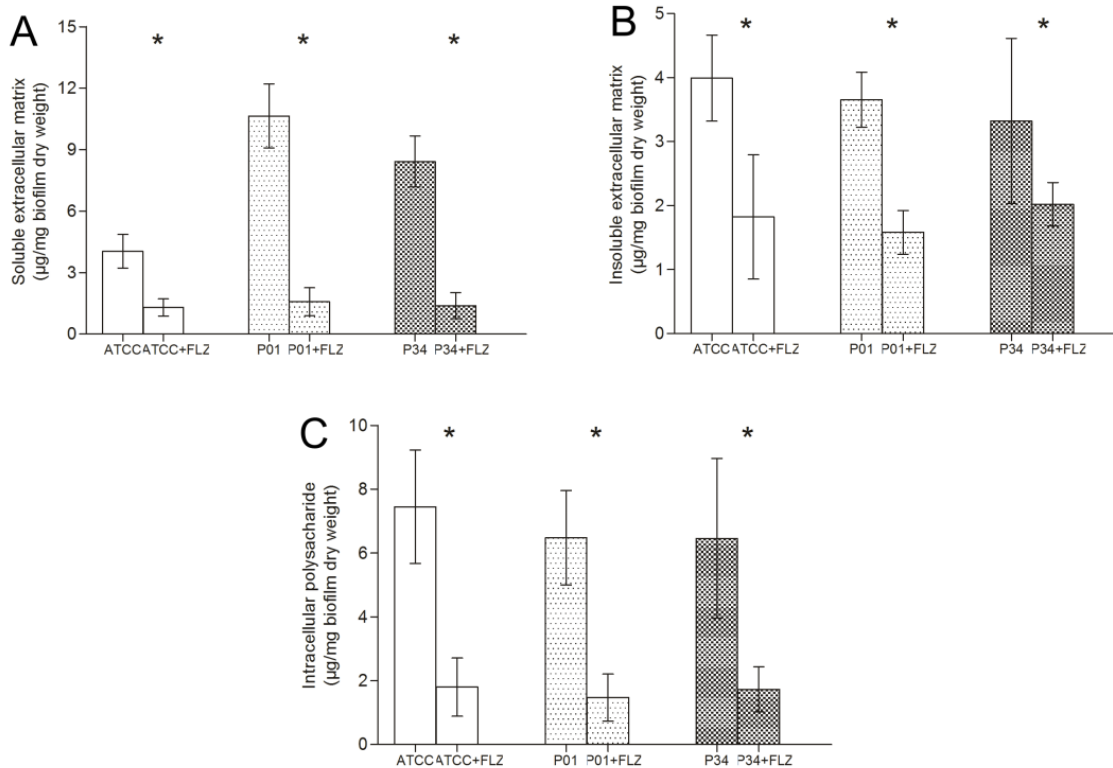 A
Soluble extracellular matrix
(µg/mg biofilm dry weight)
15
12
9
6
3
0
* * *
ATCC ATCC+FLZ P01 P01+FLZ P34 P34+FLZ
B
Insoluble extracellular matrix
(µg/mg biofilm dry weight)
5
4
3
2
1
0
* * *
ATCC ATCC+FLZ P01 P01+FLZ P34 P34+FLZ
C
Intracellular polysacharide
(µg/mg biofilm dry weight)
10
8
6
4
2
0
* * *
ATCC ATCC+FLZ P01 P01+FLZ P34 P34+FLZ